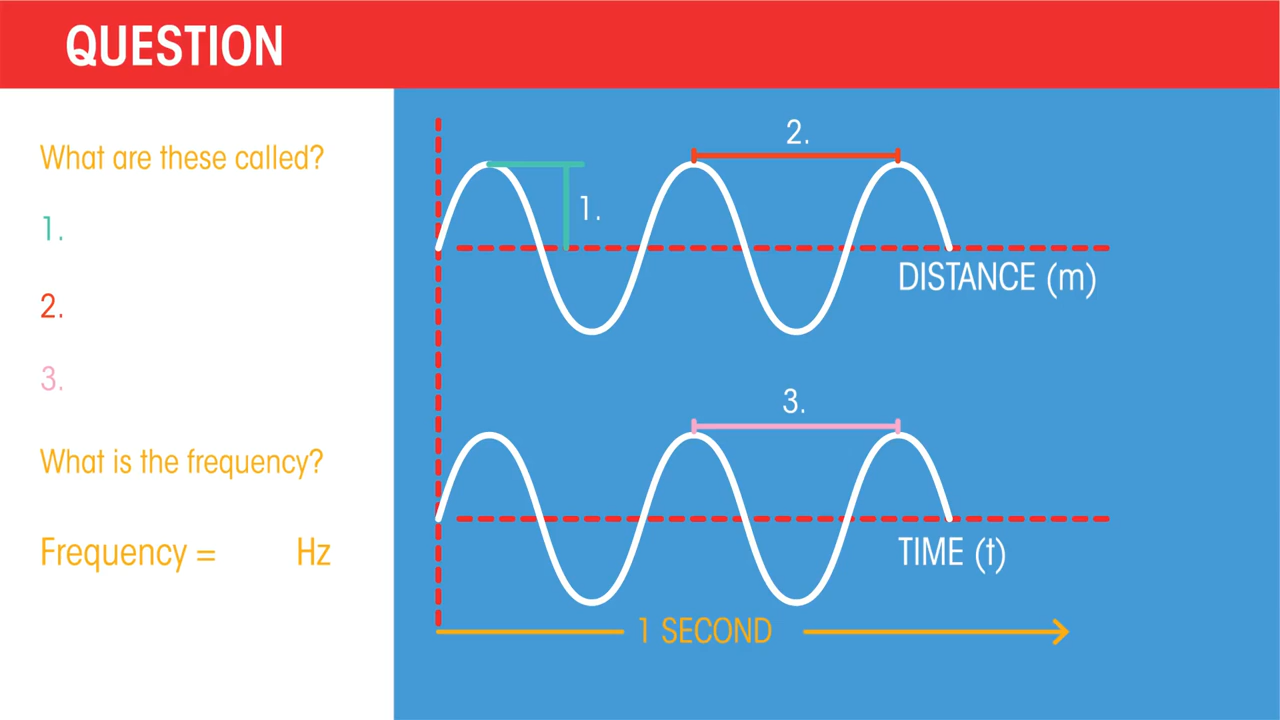 QUESTION
What are these called?
1.
2.
3.
What is the frequency?
Frequency = Hz
2.
1.
DISTANCE (m)
3.
TIME (t)
1 SECOND